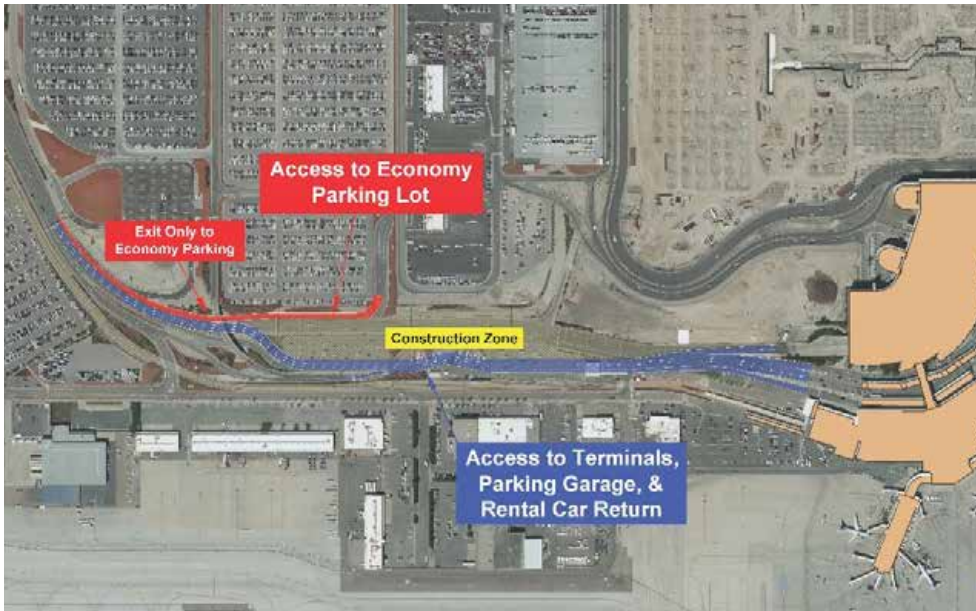 Access to Economy
Parking Lot
Exit Only to
Economy Parking
Construction Zone
Access to Terminals,
Parking Garage, &
Rental Car Return